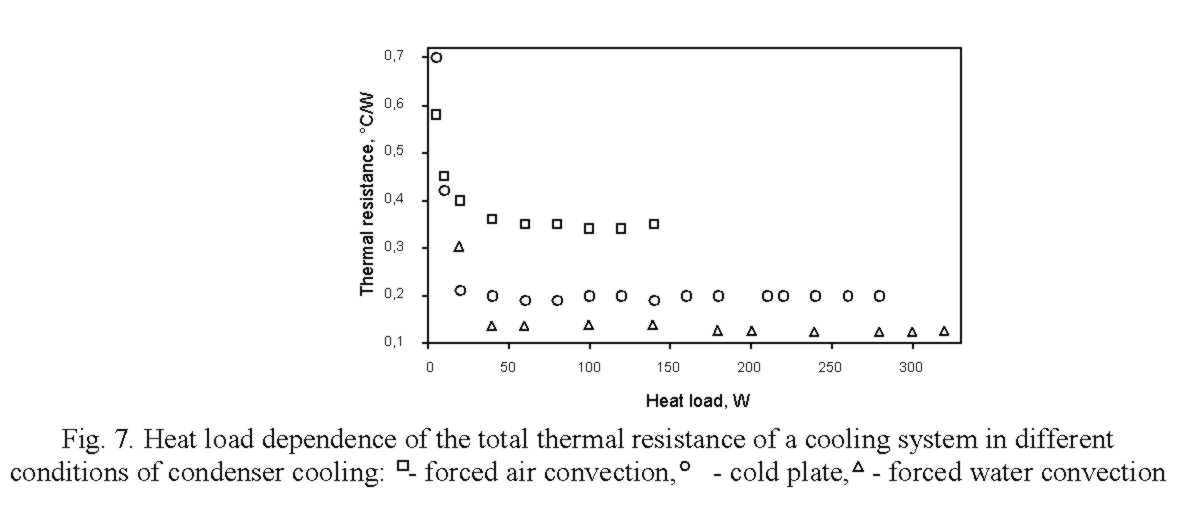 0,7
0,6
0,5
0,4
0,3
0,2
0,1
Thermal resistance, °C/W
0 50 100 150 200 250 300
Heat load, W
Fig. 7. Heat load dependence of the total thermal resistance of a cooling system in different
conditions of condenser cooling: - forced air convection, - cold plate, - forced water convection